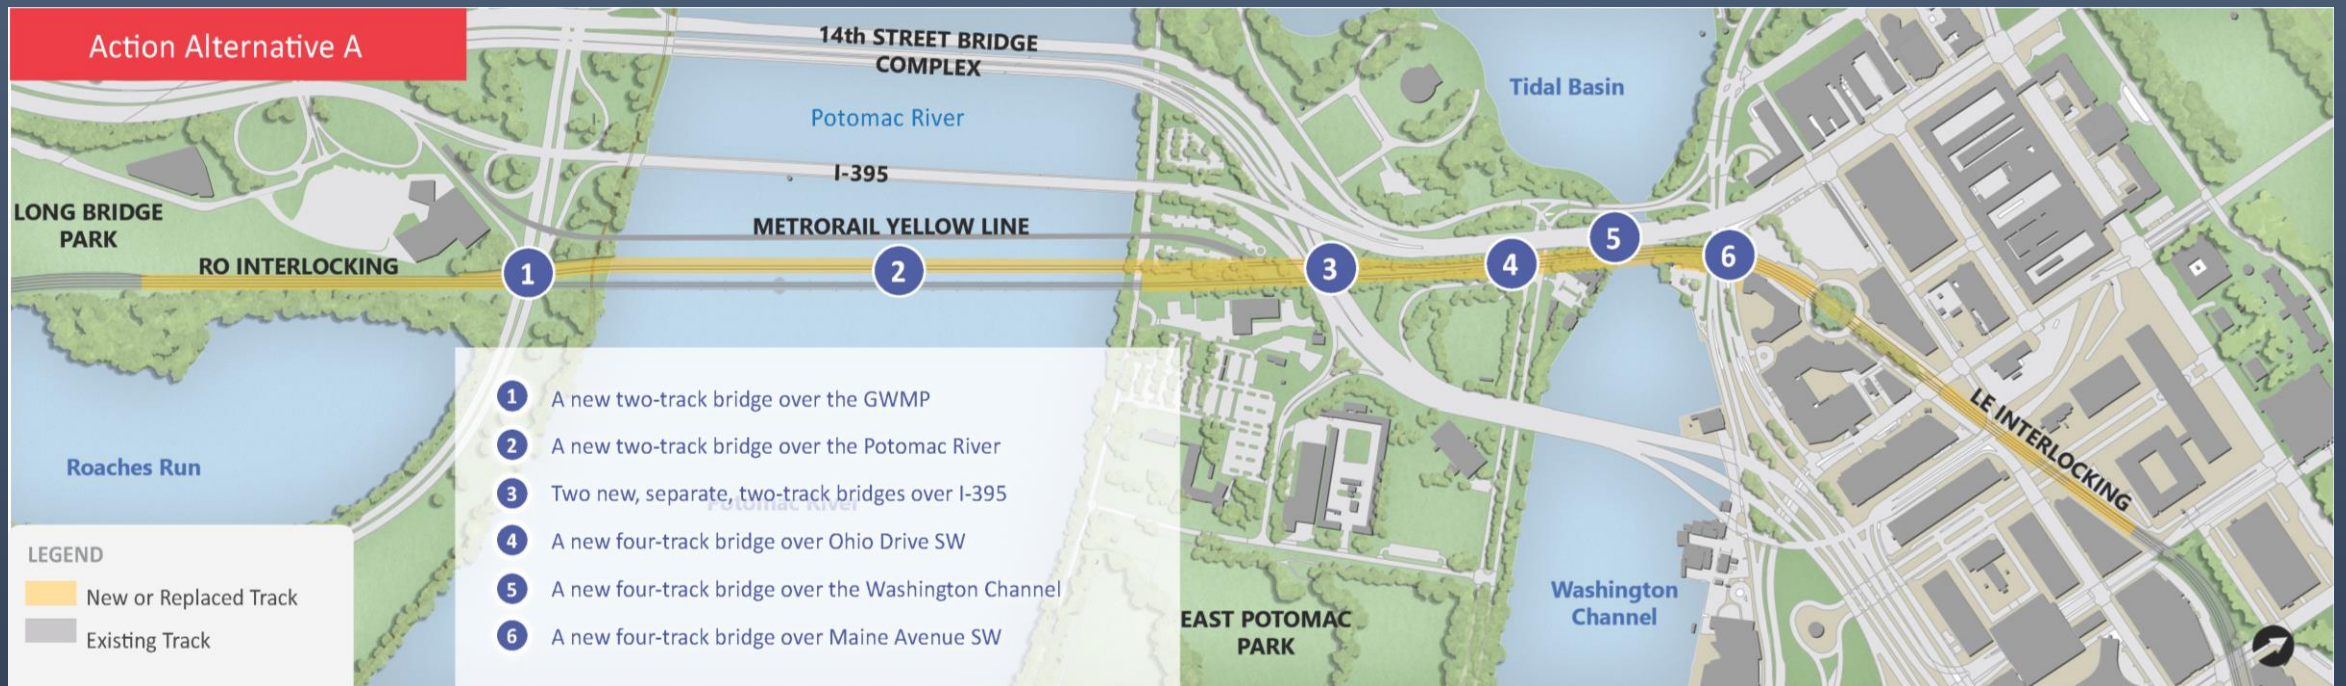 Action Alternative A
14th STREET BRIDGE
COMPLEX
Potomac River
Tidal Basin
I-395
METRORAIL YELLOW LINE
LONG BRIDGE
PARK
RO INTERLOCKING
1
2
3
4
5
6
LE INTERLOCKING
Roaches Run
1 A new two-track bridge over the GWMP
2 A new two-track bridge over the Potomac River
3 Two new, separate, two-track bridges over I-395
Potomac River
4 A new four-track bridge over Ohio Drive SW
5 A new four-track bridge over the Washington Channel
6 A new four-track bridge over Maine Avenue SW
LEGEND
New or Replaced Track
Existing Track
EAST POTOMAC
PARK
Washington
Channel